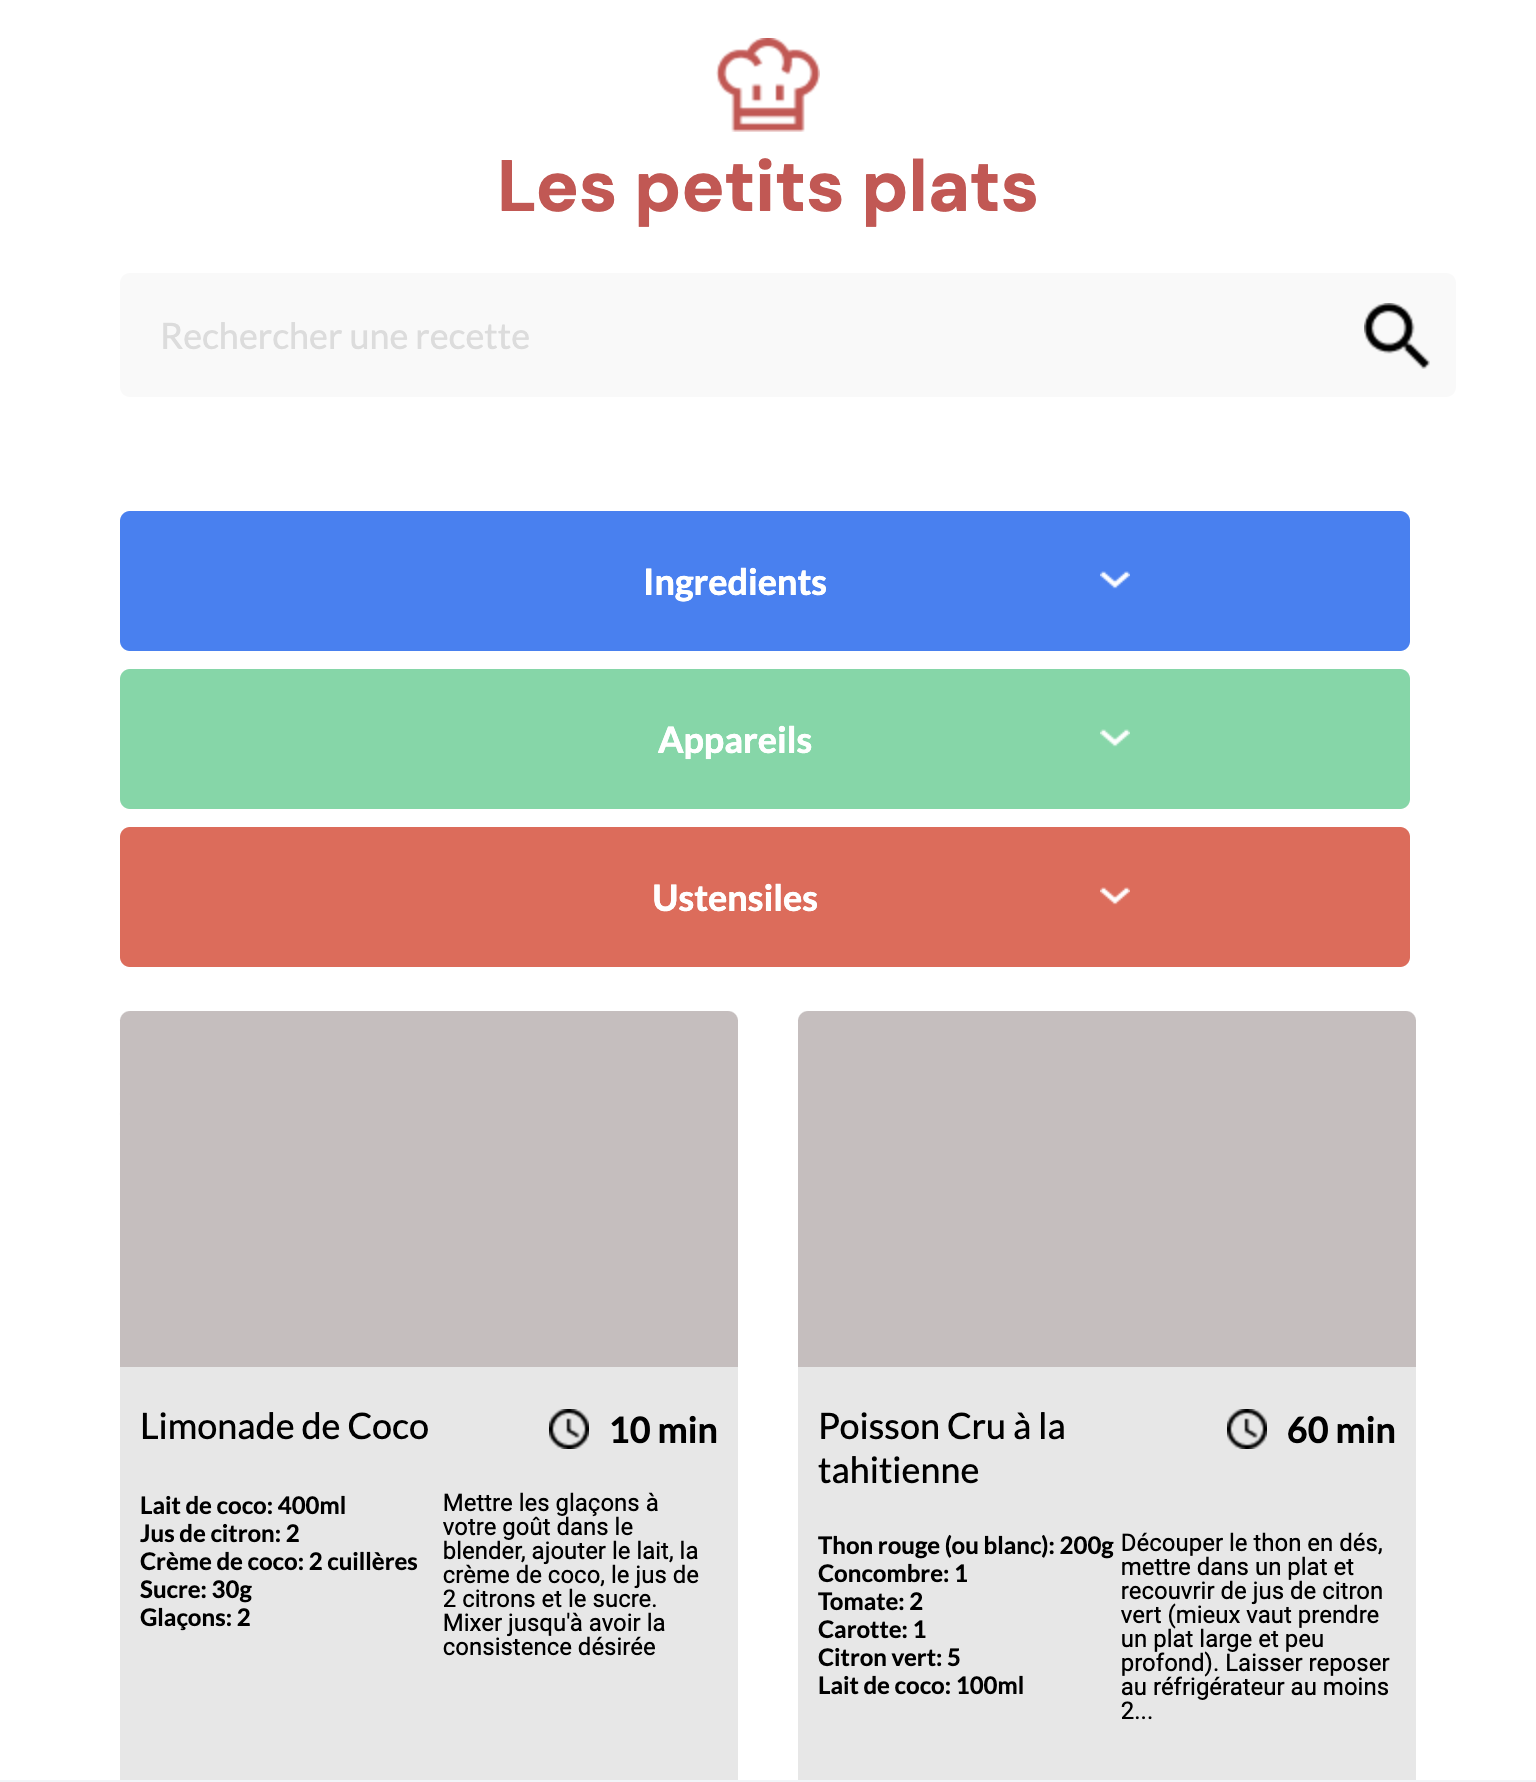 Les petits plats
Rechercher une recette
Ingredients
Appareils
Ustensiles
Limonade de Coco
10 min
Lait de coco: 400ml
Jus de citron: 2
Crème de coco: 2 cuillères
Sucre: 30g
Glaçons: 2
Mettre les glaçons à
votre goût dans le
blender, ajouter le lait, la
crème de coco, le jus de
2 citrons et le sucre.
Mixer jusqu'à avoir la
consistence désirée
Poisson Cru à la
tahitienne
60 min
Thon rouge (ou blanc): 200g
Concombre: 1
Tomate: 2
Carotte: 1
Citron vert: 5
Lait de coco: 100ml
Découper le thon en dés,
mettre dans un plat et
recouvrir de jus de citron
vert (mieux vaut prendre
un plat large et peu
profond). Laisser reposer
au réfrigérateur au moins
2...